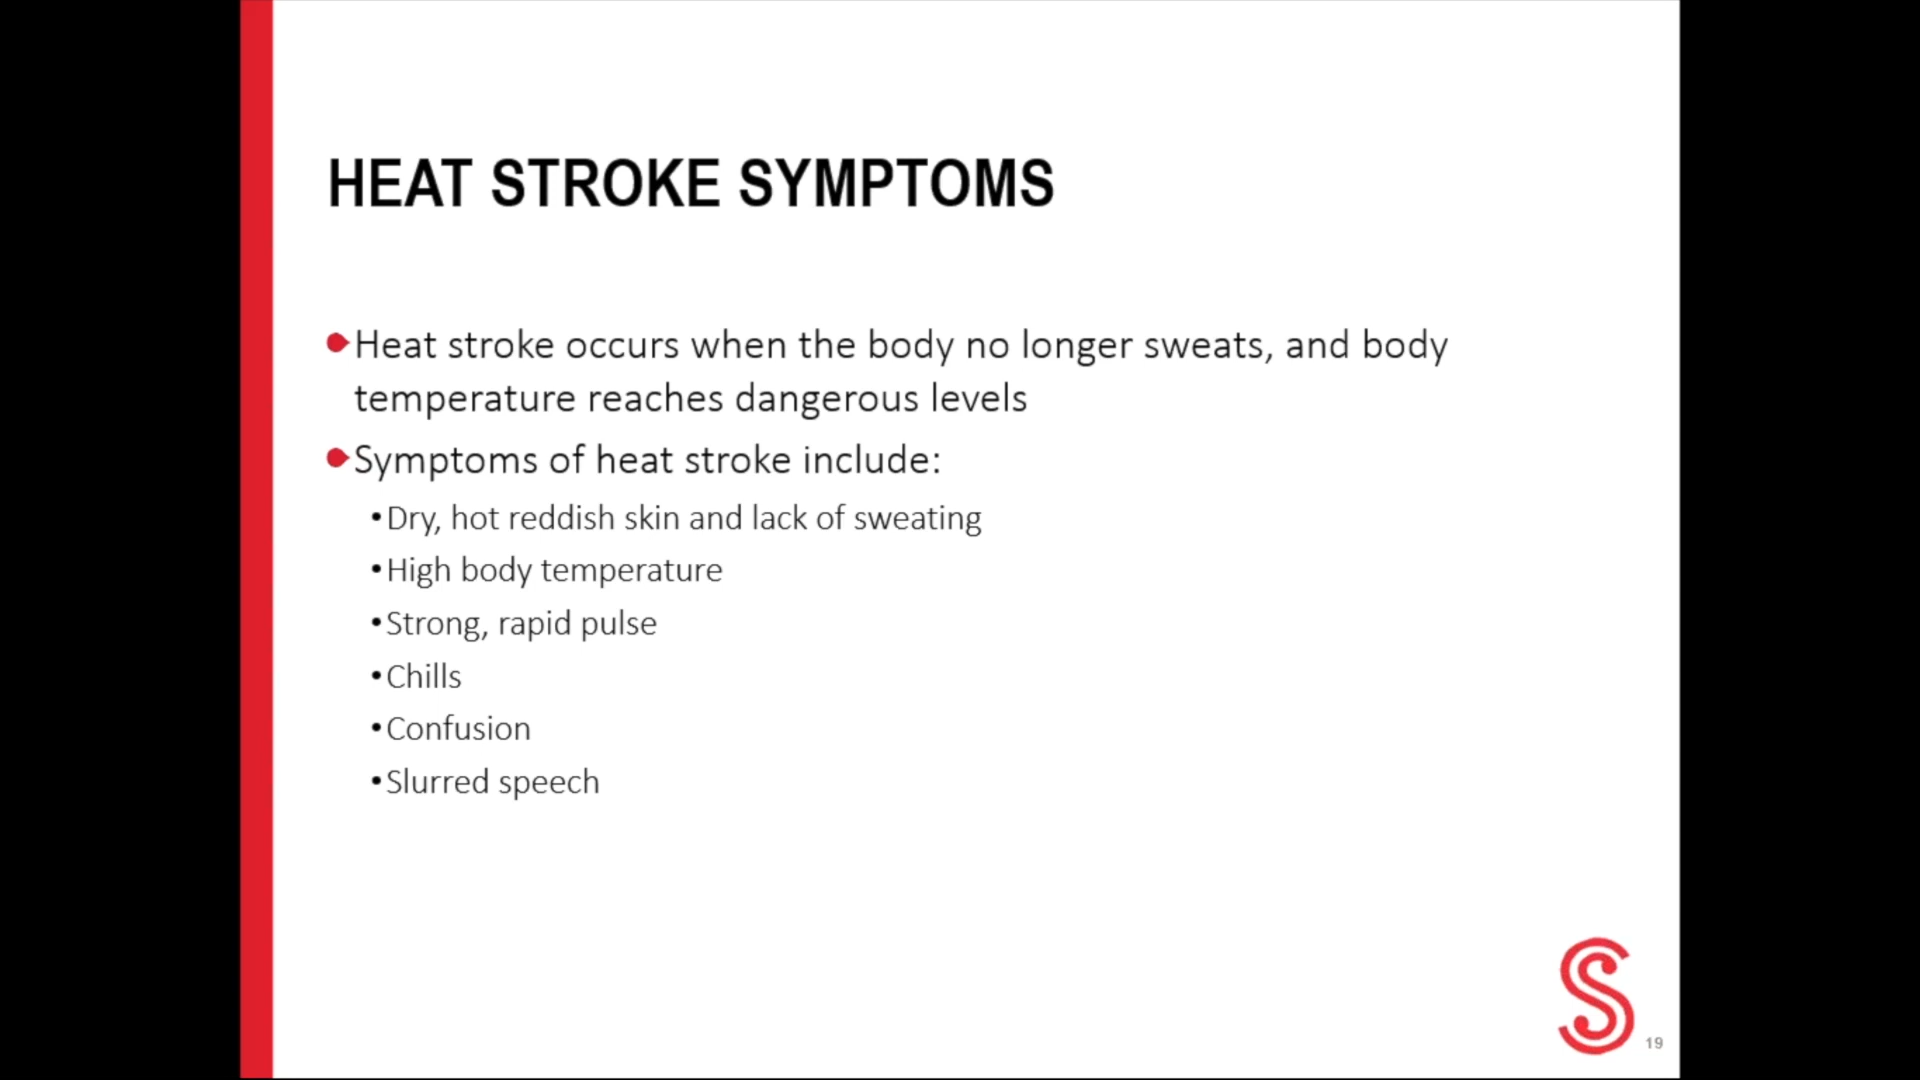 HEAT STROKE SYMPTOMS
Heat stroke occurs when the body no longer sweats, and body
temperature reaches dangerous levels
Symptoms of heat stroke include:
•Dry, hot reddish skin and lack of sweating
•High body temperature
•Strong, rapid pulse
•Chills
•Confusion
•Slurred speech
S
19